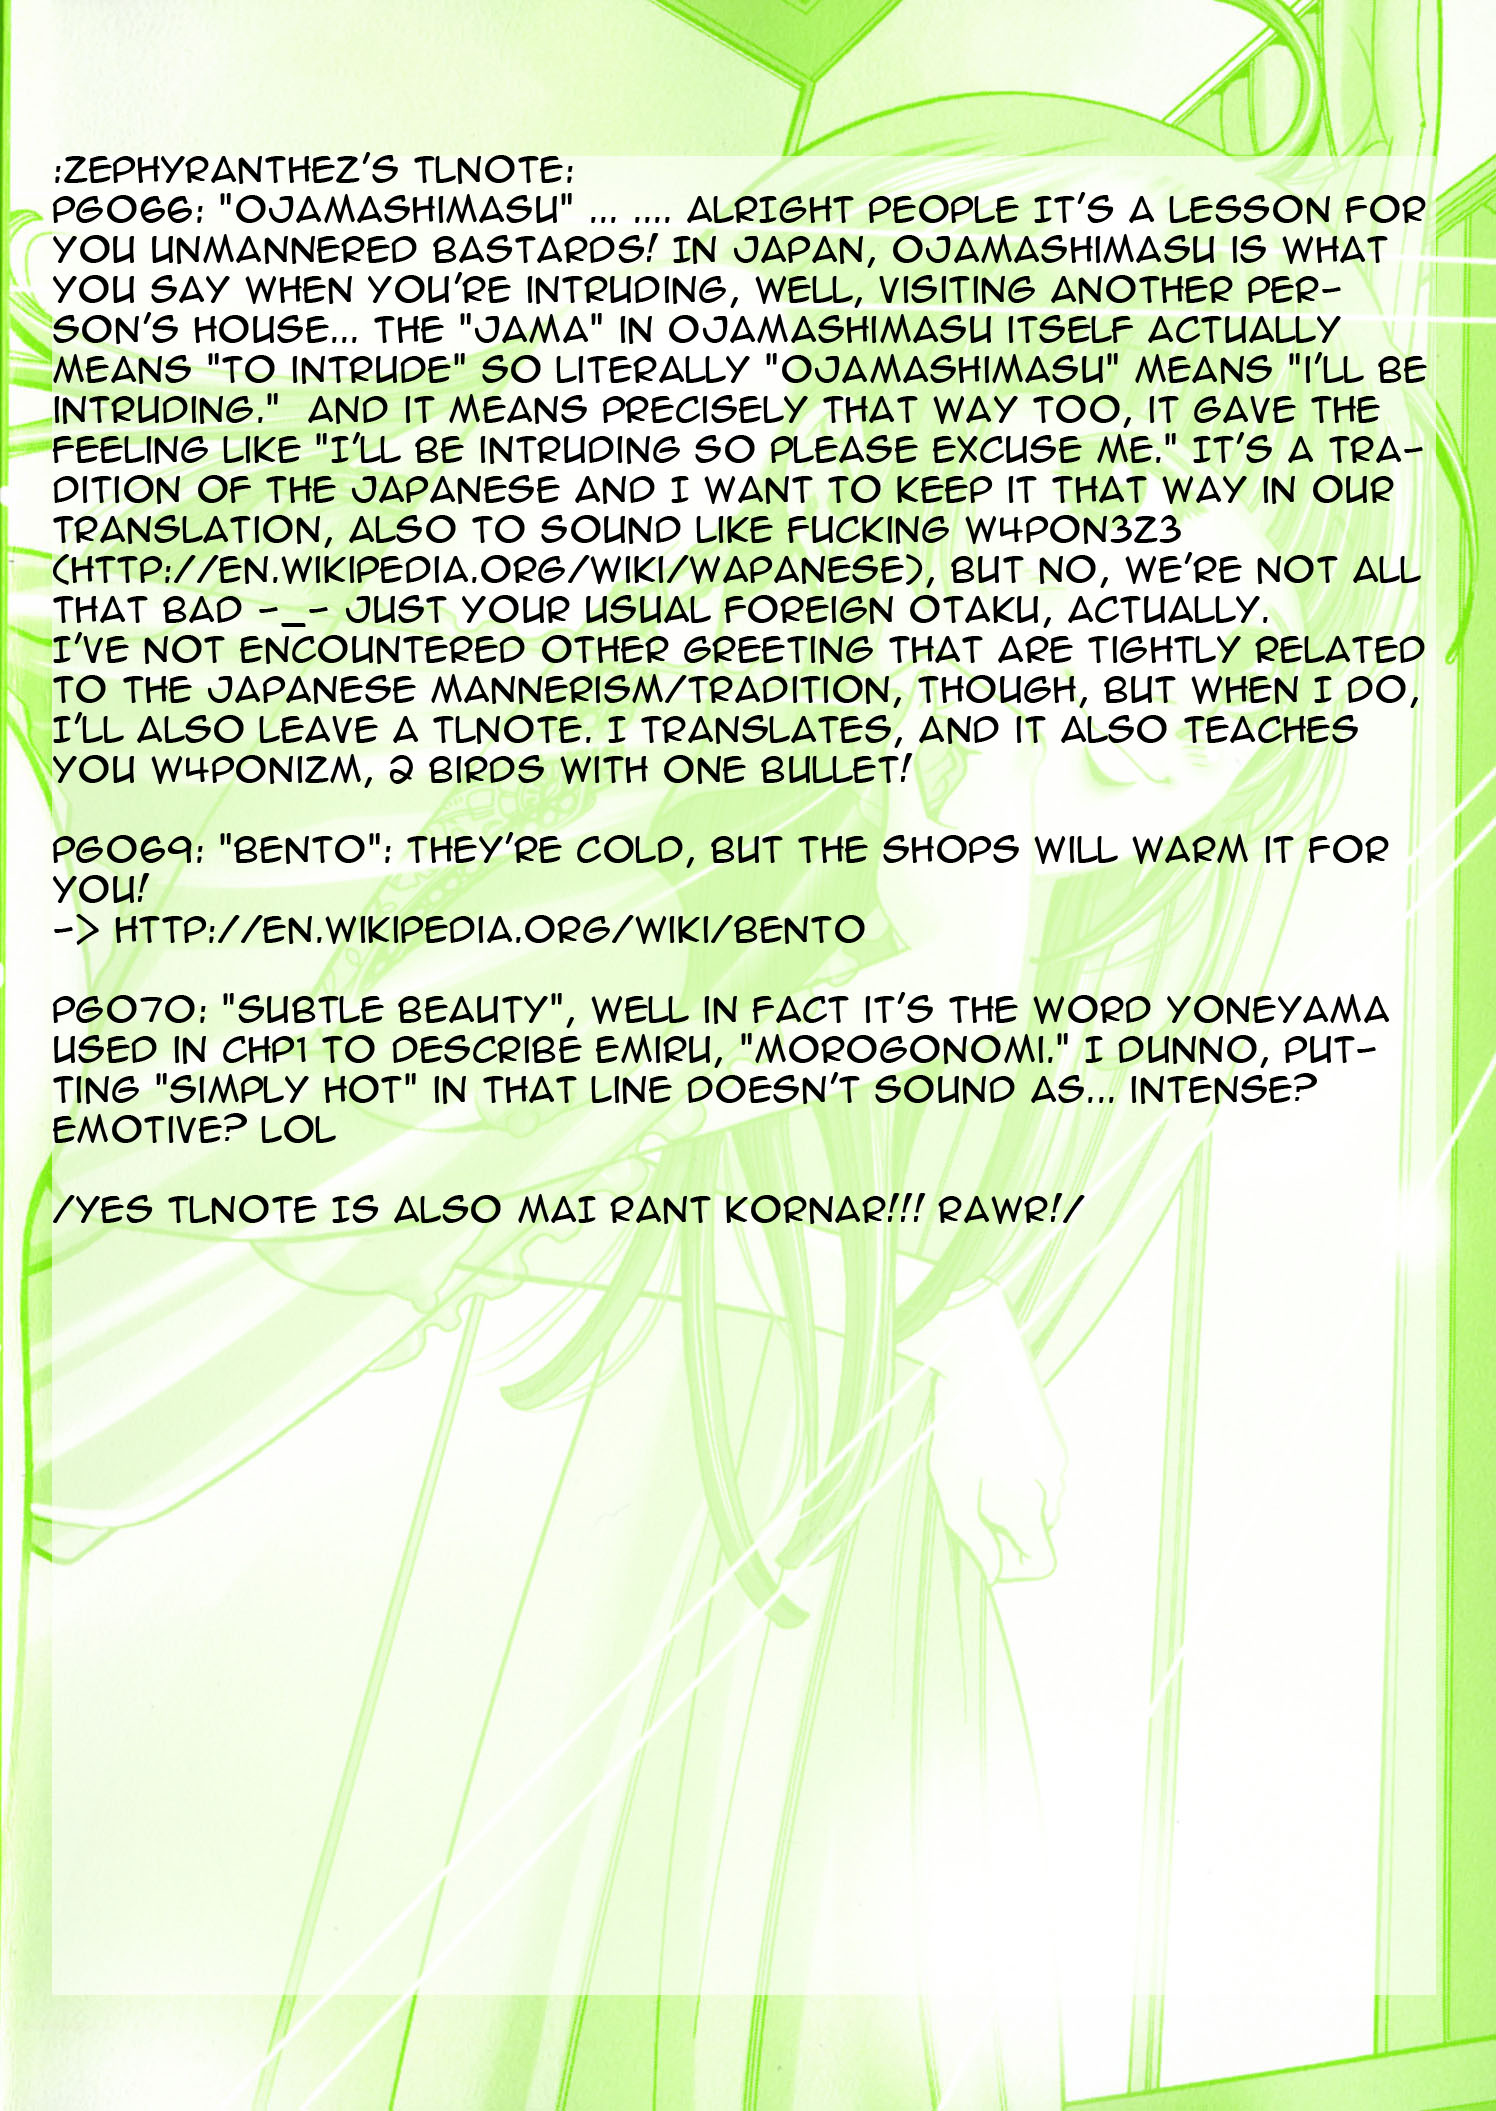 :ZEPHYRANTHEZ'S TLNOTE:
PG066: "OJAMASHIMASU" ... .... ALRIGHT PEOPLE IT'S A LESSON FOR
YOU UNMANNERED BASTARDS! IN JAPAN, OJAMASHIMASU IS WHAT
YOU SAY WHEN YOU'RE INTRUDING, WELL, VISITING ANOTHER PER-
SON'S HOUSE... THE "JAMA" IN OJAMASHIMASU ITSELF ACTUALLY
MEANS "TO INTRUDE" SO LITERALLY "OJAMASHIMASU" MEANS "I'LL BE
INTRUDING."  AND IT MEANS PRECISELY THAT WAY TOO, IT GAVE THE
FEELING LIKE "I'LL BE INTRUDING SO PLEASE EXCUSE ME." IT'S A TRA-
DITION OF THE JAPANESE AND I WANT TO KEEP IT THAT WAY IN OUR
TRANSLATION, ALSO TO SOUND LIKE FUCKING W4PON3Z3
(HTTP://EN.WIKIPEDIA.ORG/WIKI/WAPANESE), BUT NO, WE'RE NOT ALL
THAT BAD -_- JUST YOUR USUAL FOREIGN OTAKU, ACTUALLY.
I'VE NOT ENCOUNTERED OTHER GREETING THAT ARE TIGHTLY RELATED
TO THE JAPANESE MANNERISM/TRADITION, THOUGH, BUT WHEN I DO,
I'LL ALSO LEAVE A TLNOTE. I TRANSLATES, AND IT ALSO TEACHES
YOU W4PONIZM, 2 BIRDS WITH ONE BULLET!
PG069: "BENTO": THEY'RE COLD, BUT THE SHOPS WILL WARM IT FOR
YOU!
-> HTTP://EN.WIKIPEDIA.ORG/WIKI/BENTO
PG070: "SUBTLE BEAUTY", WELL IN FACT IT'S THE WORD YONEYAMA
USED IN CHP1 TO DESCRIBE EMIRU, "MOROGONOMI." I DUNNO, PUT-
TING "SIMPLY HOT" IN THAT LINE DOESN'T SOUND AS... INTENSE?
EMOTIVE? LOL
/YES TLNOTE IS ALSO MAI RANT KORNAR!!! RAWR!/